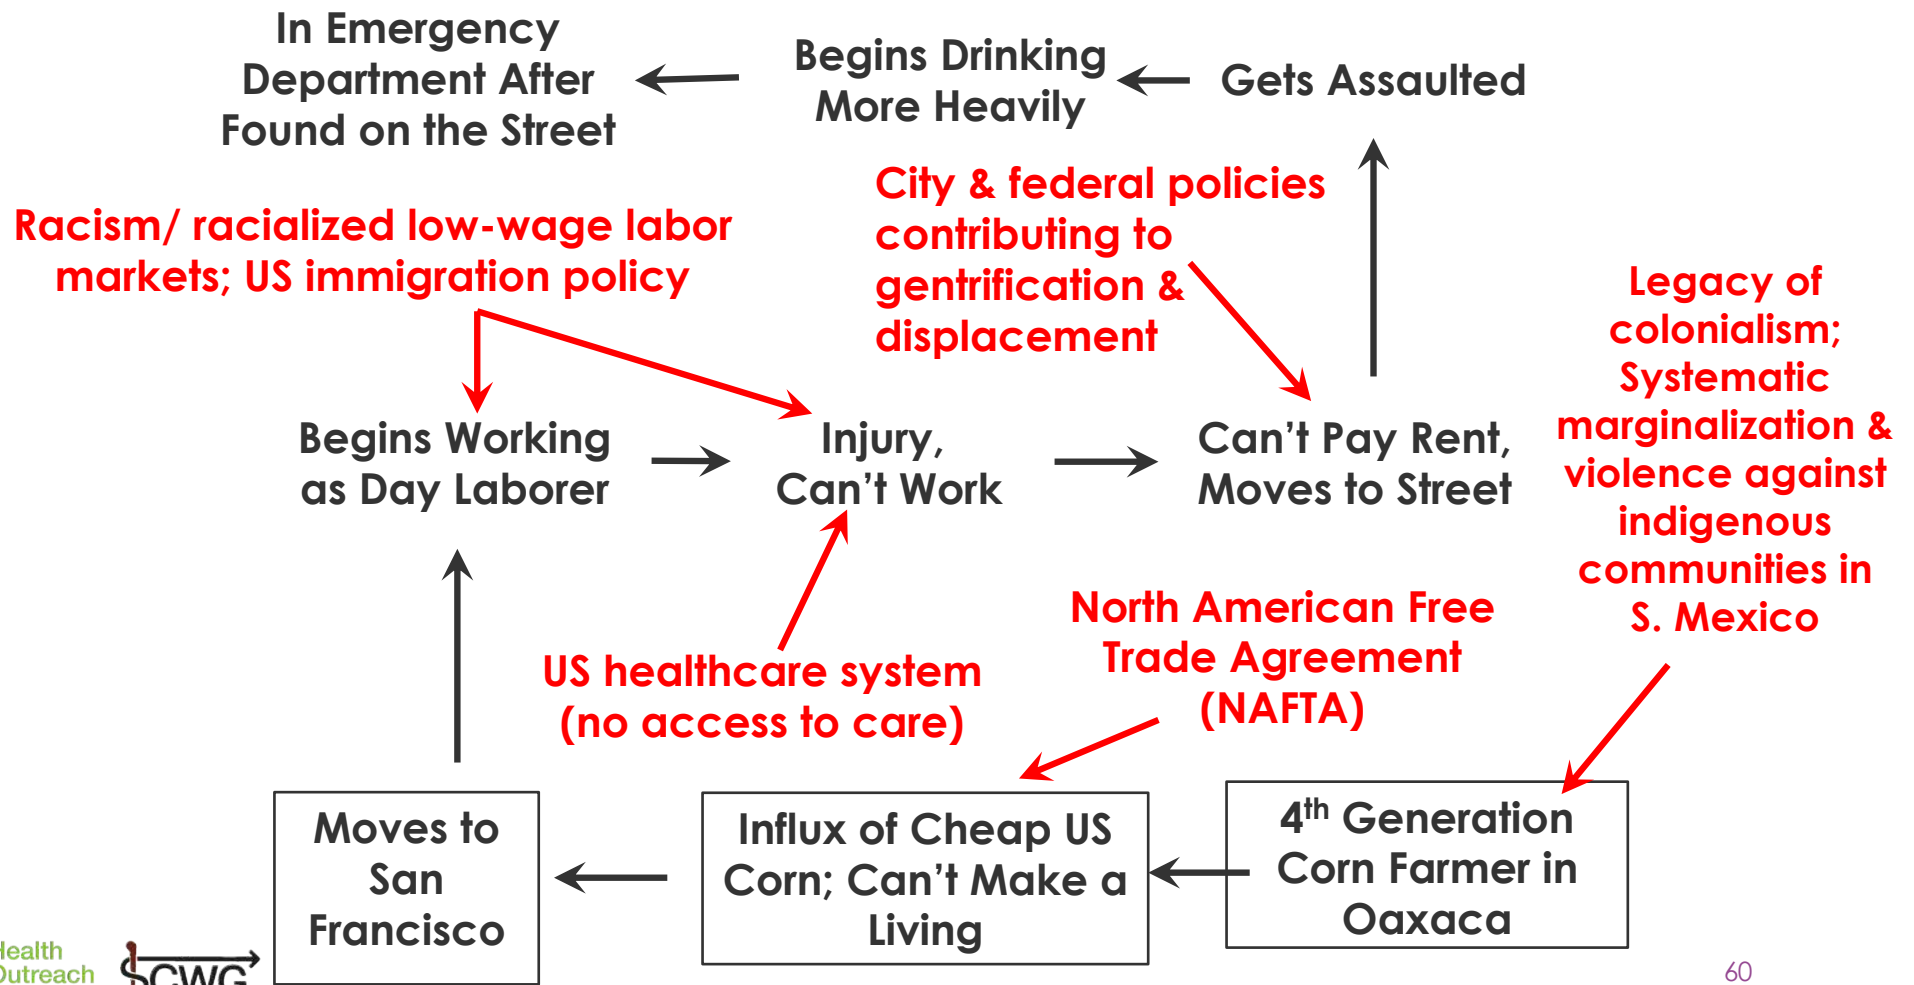 In Emergency
Department After
Found on the Street
Begins Drinking
More Heavily
Gets Assaulted
Racism/ racialized low-wage labor
markets; US immigration policy
City & federal policies
contributing to
gentrification &
displacement
Legacy of
colonialism;
Systematic
marginalization &
violence against
indigenous
communities in
S. Mexico
Begins Working
as Day Laborer
Injury,
Can't Work
Can't Pay Rent,
Moves to Street
US healthcare system
(no access to care)
North American Free
Trade Agreement
(NAFTA)
Moves to
San
Francisco
Influx of Cheap US
Corn; Can't Make a
Living
4th Generation
Corn Farmer in
Oaxaca
Health
Outreach
SCWG
60